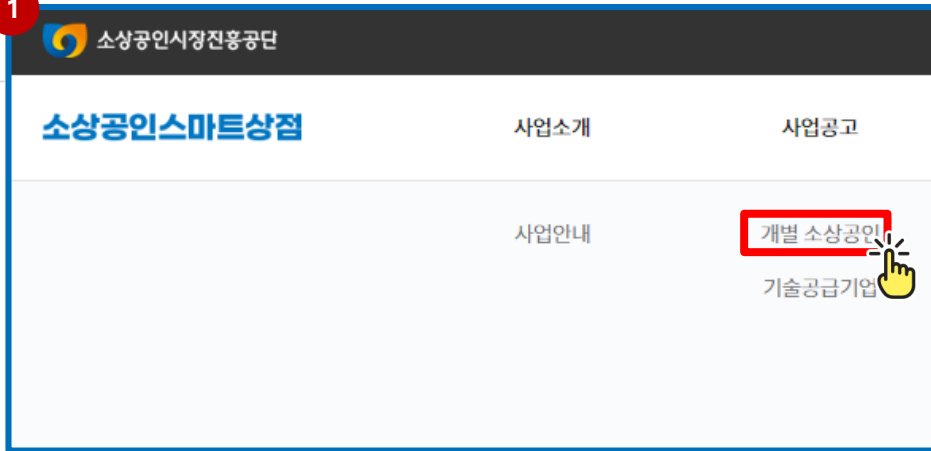 1
소상공인시장진흥공단
소상공인스마트상점 사업소개 사업공고
사업안내 개별 소상공인
기술공급기업